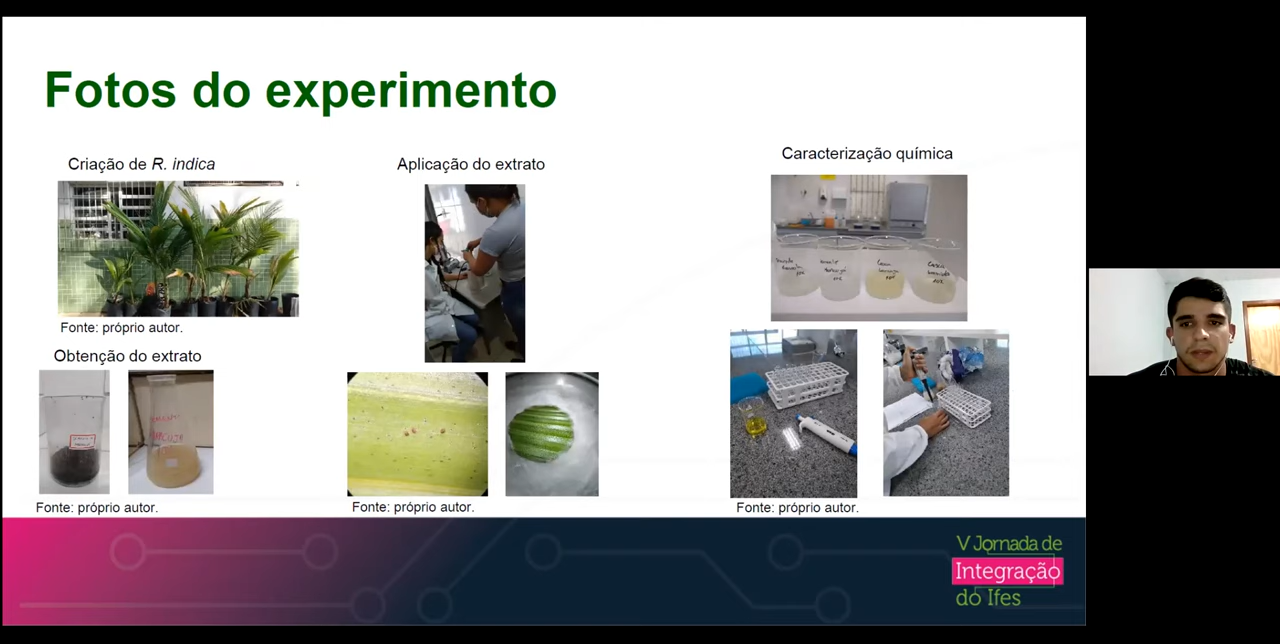 Fotos do experimento
Criação de R. indica
Fonte: próprio autor.
Obtenção do extrato
Fonte: próprio autor.
Aplicação do extrato
Fonte: próprio autor.
Caracterização química
Fonte: próprio autor.
V Jornada de
Integração
do Ifes